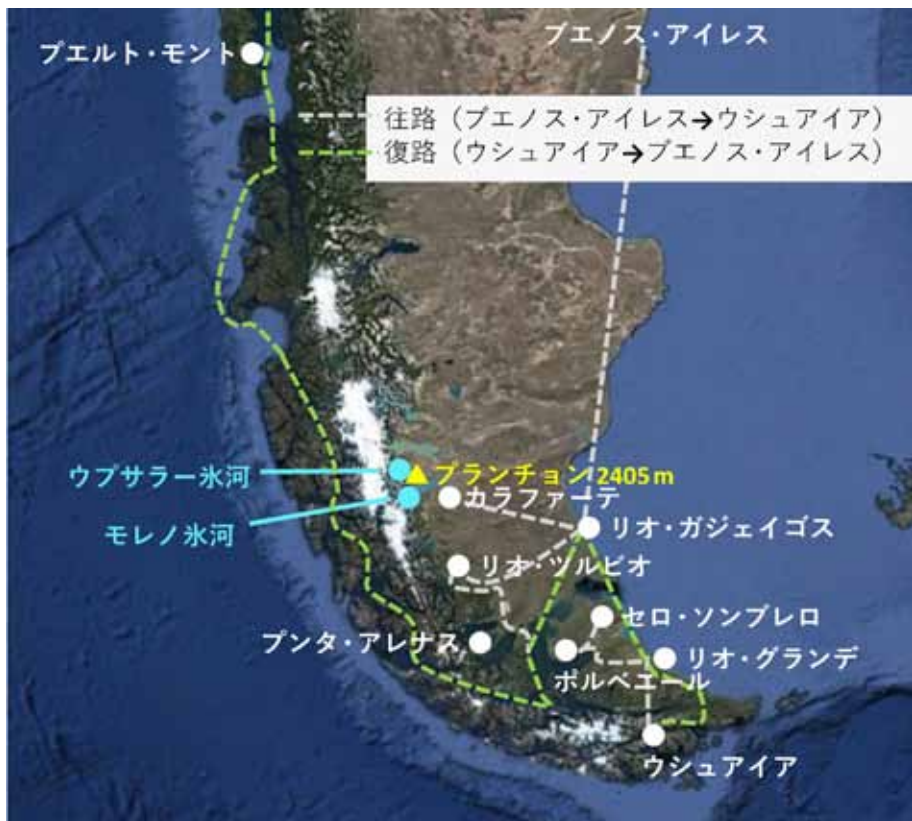 ブエノス・アイレス
プエルト・モント
往路（ブエノス・アイレス→ウシュアイア）
復路（ウシュアイア→ブエノス・アイレス）
ウプサラー氷河
ブランチョン 2405m
カラファーテ
モレノ氷河
リオ・ガジェイゴス
リオ・ツルビオ
セロ・ソンブレロ
プンタ・アレナス
リオ・グランデ
ポルベエール
ウシュアイア